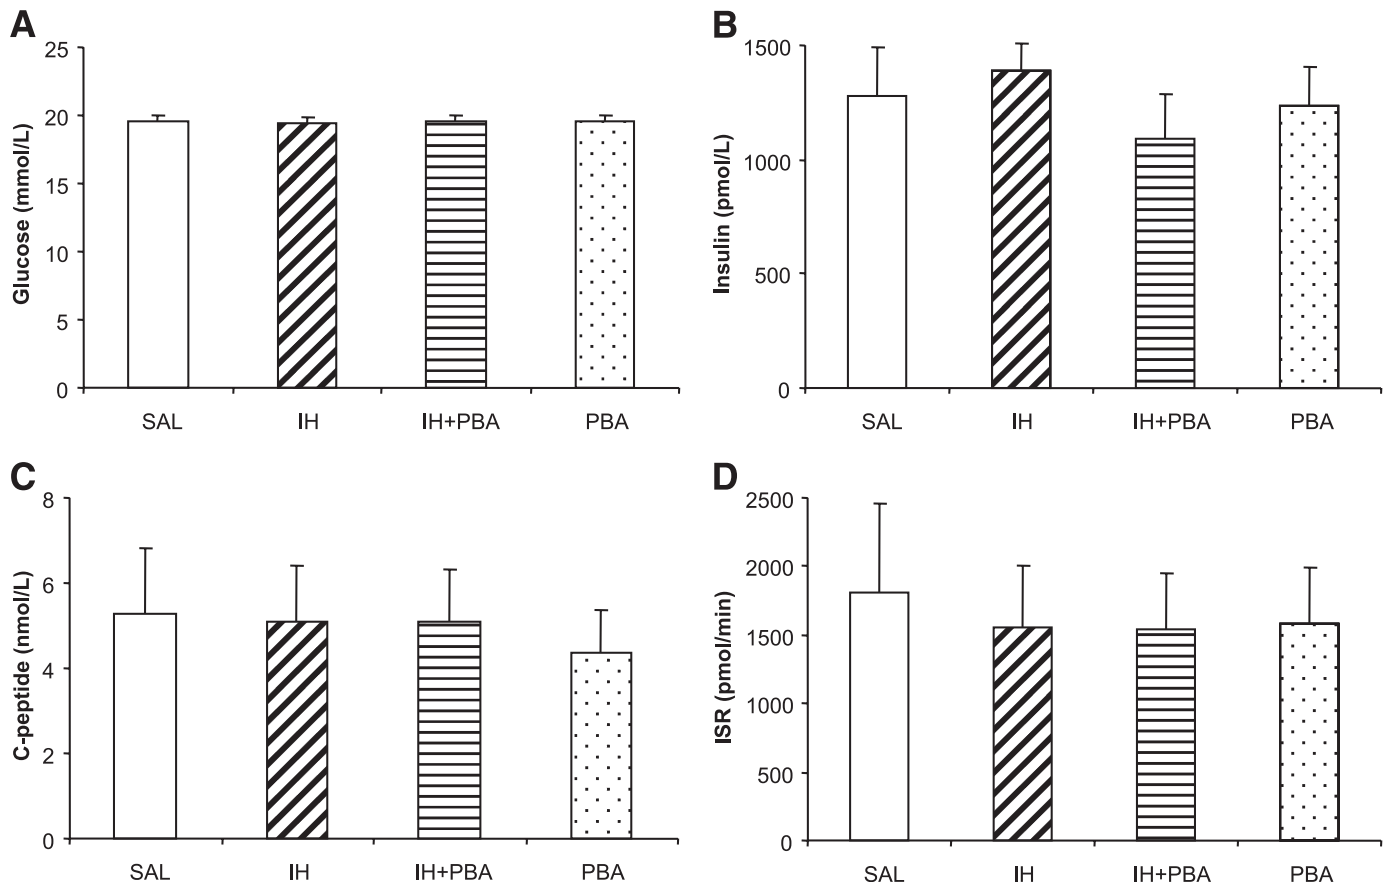 A
Glucose (mmol/L)
25
20
15
10
5
0
SAL IH IH+PBA PBA
B
Insulin (pmol/L)
1500
1000
500
0
SAL IH IH+PBA PBA
C
C-peptide (nmol/L)
8
6
4
2
0
SAL IH IH+PBA PBA
D
ISR (pmol/min)
2500
2000
1500
1000
500
0
SAL IH IH+PBA PBA